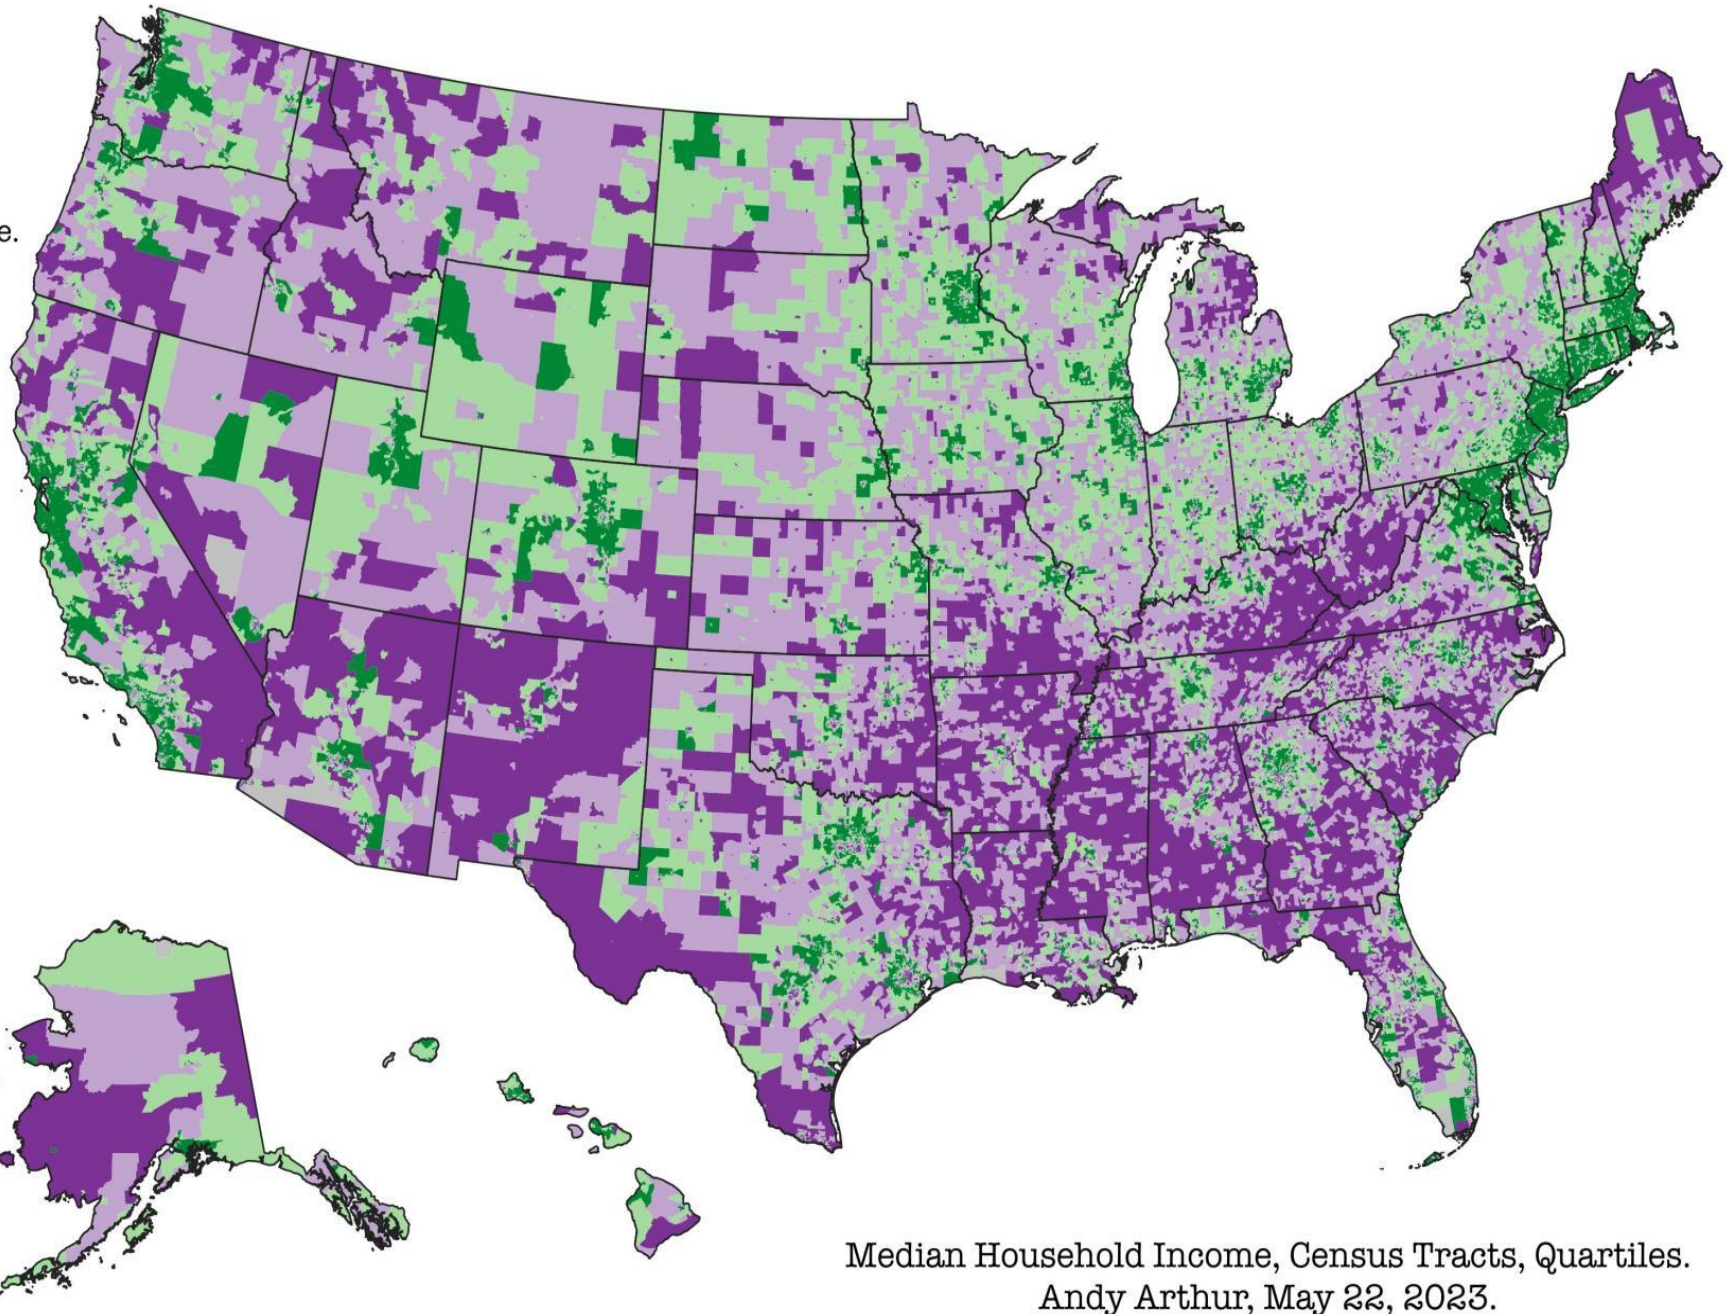 e.
Median Household Income, Census Tracts, Quartiles.
Andy Arthur, May 22, 2023.